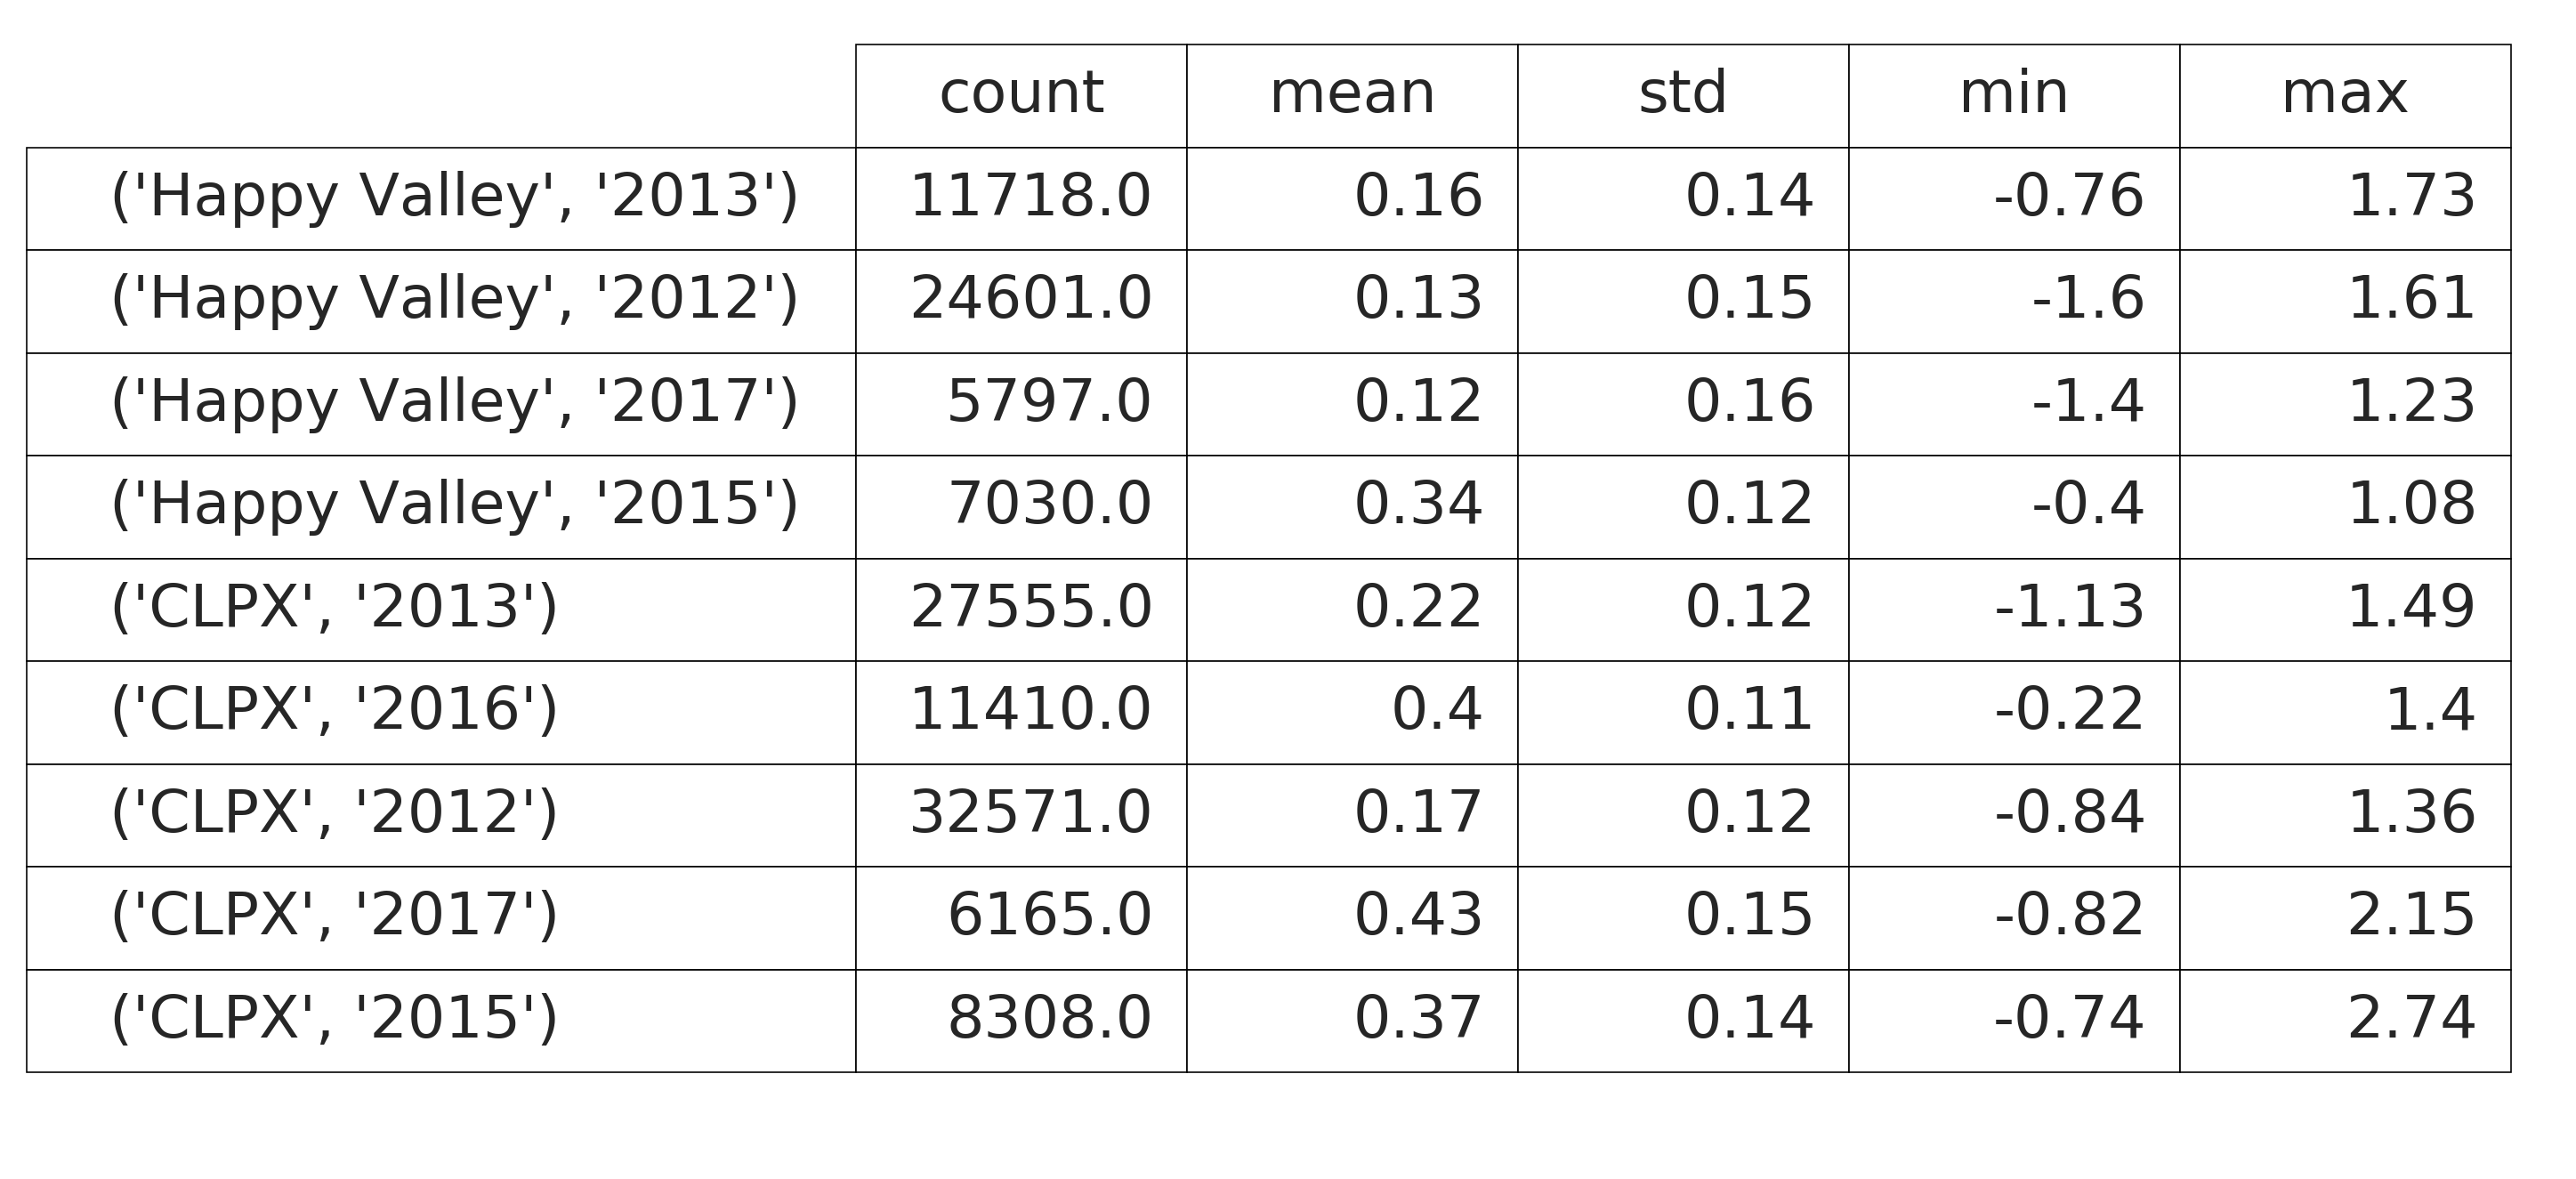 count mean std min max
('Happy Valley', '2013') 11718.0 0.16 0.14 -0.76 1.73
('Happy Valley', '2012') 24601.0 0.13 0.15 -1.6 1.61
('Happy Valley', '2017') 5797.0 0.12 0.16 -1.4 1.23
('Happy Valley', '2015') 7030.0 0.34 0.12 -0.4 1.08
('CLPX', '2013') 27555.0 0.22 0.12 -1.13 1.49
('CLPX', '2016') 11410.0 0.4 0.11 -0.22 1.4
('CLPX', '2012') 32571.0 0.17 0.12 -0.84 1.36
('CLPX', '2017') 6165.0 0.43 0.15 -0.82 2.15
('CLPX', '2015') 8308.0 0.37 0.14 -0.74 2.74